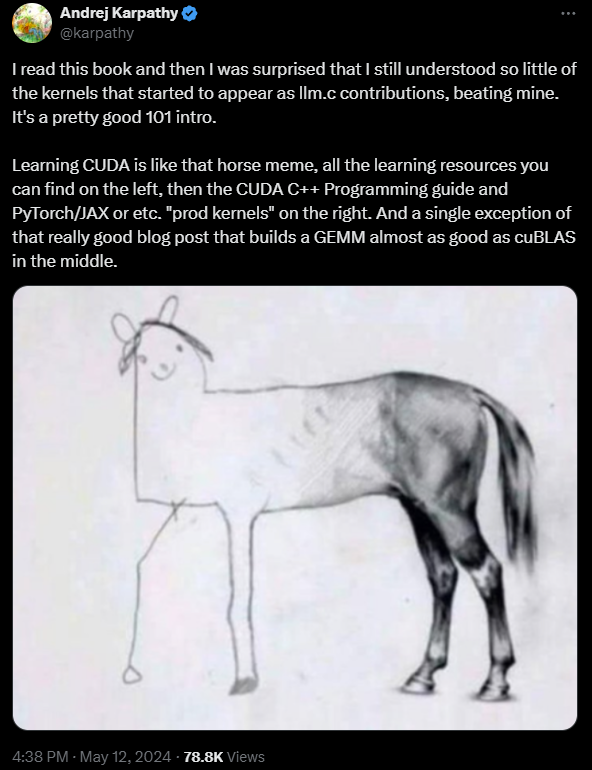 Andrej Karpathy
@karpathy
I read this book and then I was surprised that I still understood so little of
the kernels that started to appear as llm.c contributions, beating mine.
It's a pretty good 101 intro.
Learning CUDA is like that horse meme, all the learning resources you
can find on the left, then the CUDA C++ Programming guide and
PyTorch/JAX or etc. "prod kernels" on the right. And a single exception of
that really good blog post that builds a GEMM almost as good as cuBLAS
in the middle.
4:38 PM · May 12, 2024 · 78.8K Views